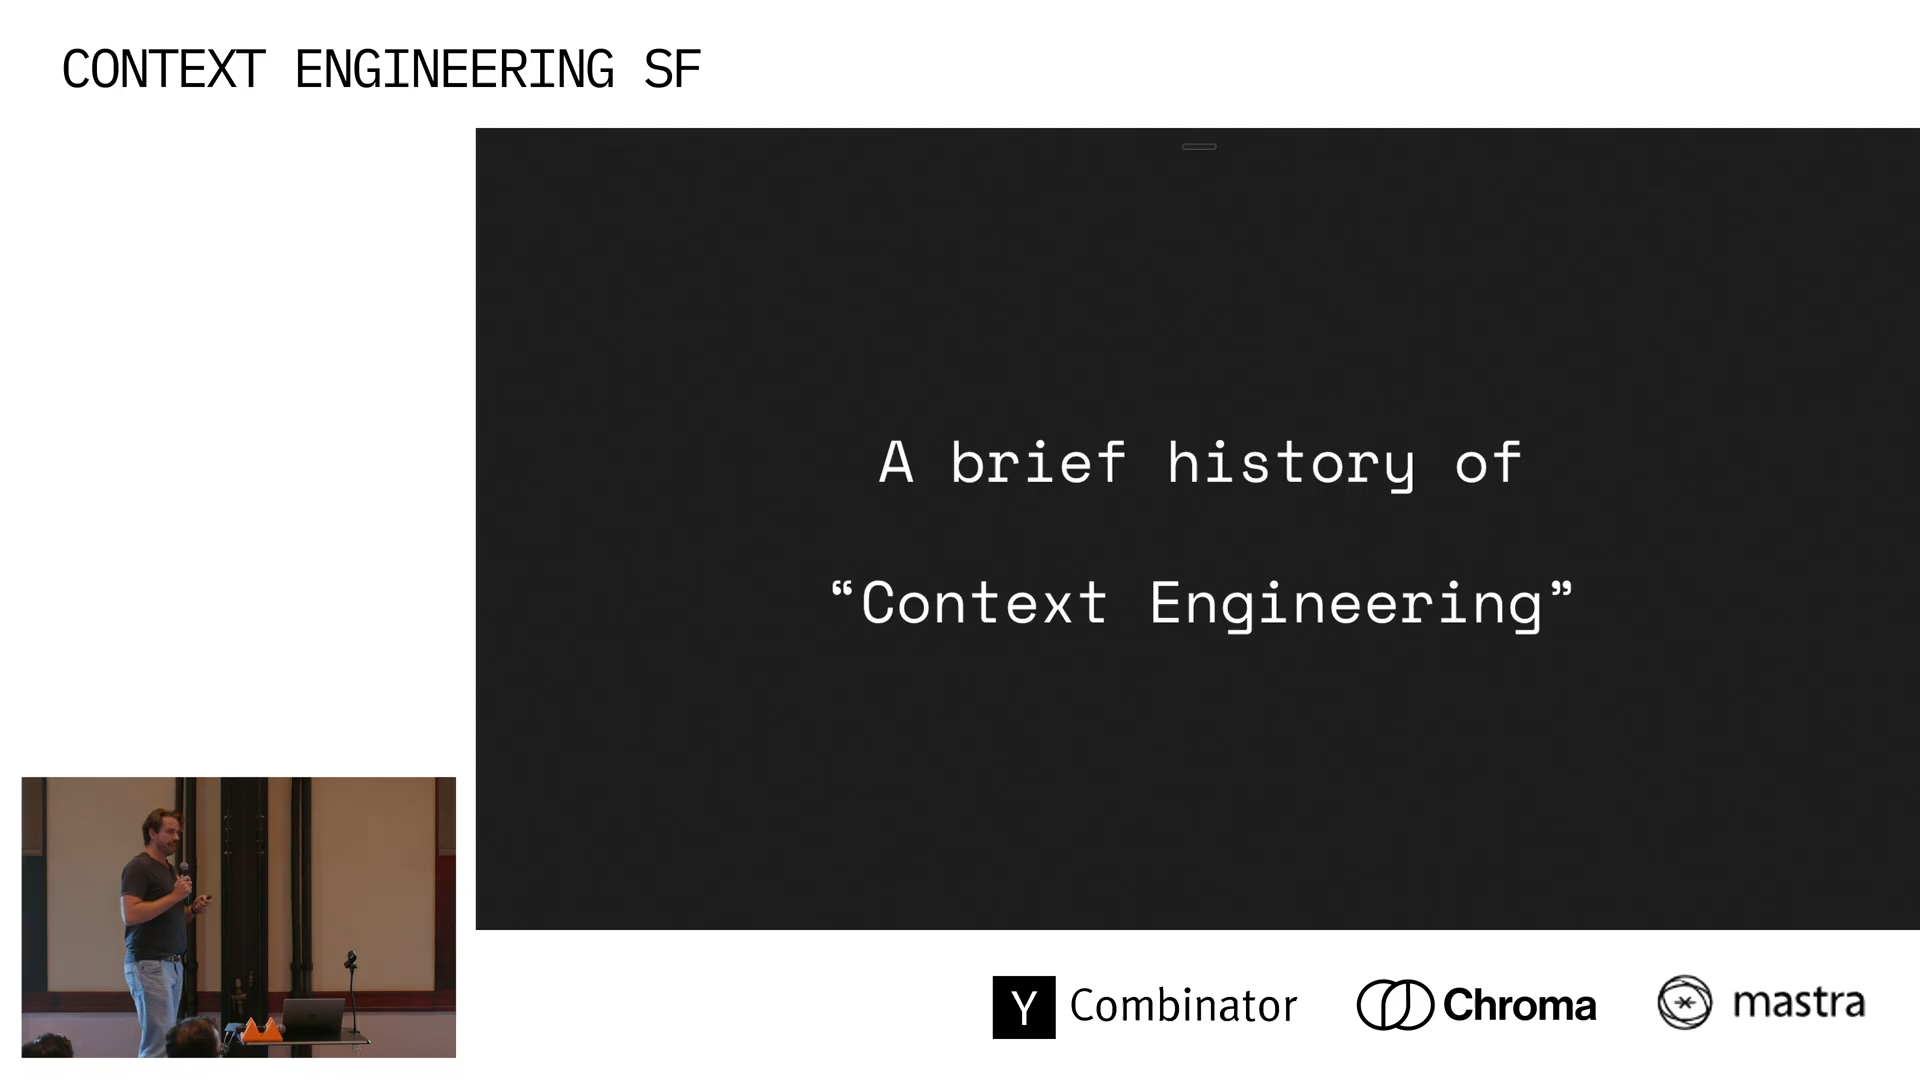 CONTEXT ENGINEERING SF
A brief history of
“Context Engineering”
Y Combinator
Chroma
mastra